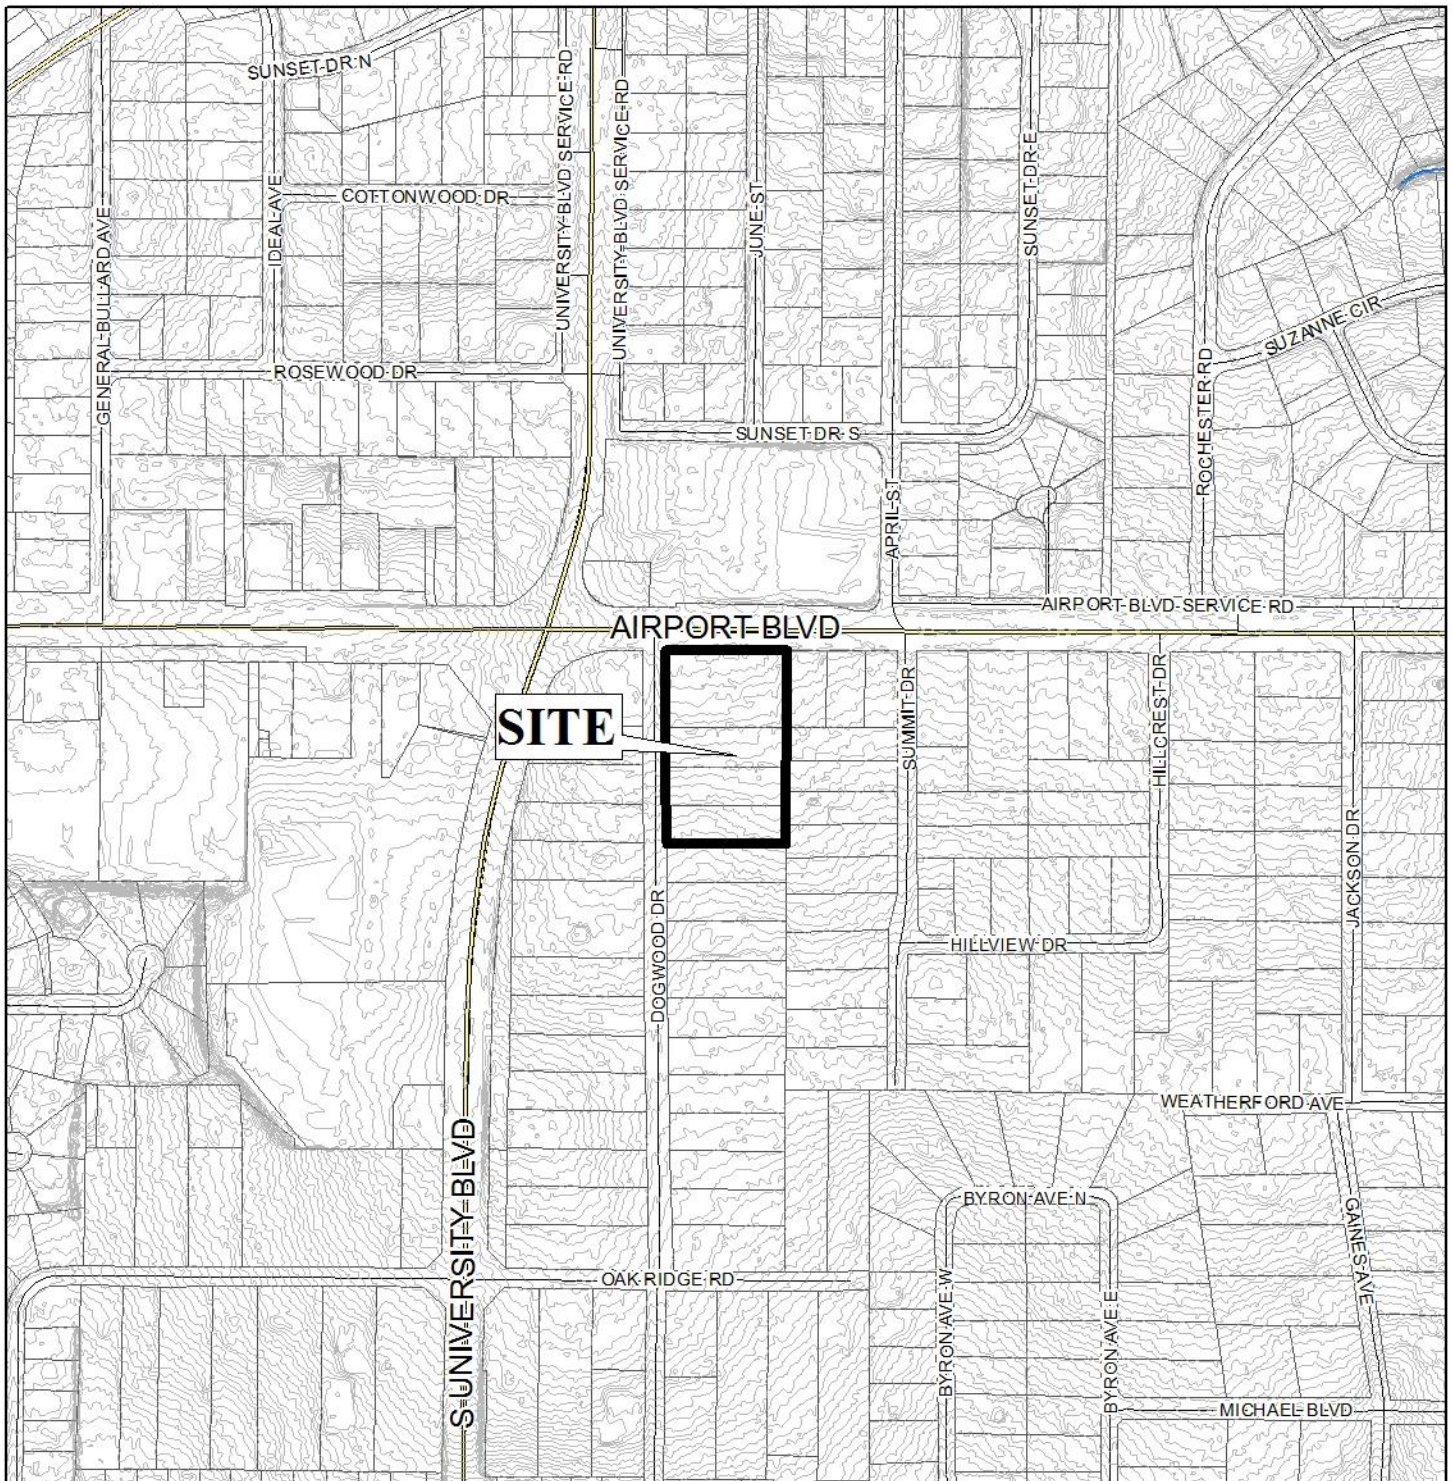 SUNSET DR N
UNIVERSITY BLVD SERVICE RD
UNIVERSITY BLVD SERVICE RD
COTTONWOOD DR
IDEAL AVE
JUNE ST
SUNSET DR E
GENERAL BULLARD AVE
ROSEWOOD DR
SUZANNE CIR
ROCHESTER RD
SUNSET DR S
APRIL ST
AIRPORT BLVD SERVICE RD
AIRPORT BLVD
SITE
SUMMIT DR
HILLCREST DR
JACKSON DR
DOGWOOD DR
HILLVIEW DR
WEATHERFORD AVE
S UNIVERSITY BLVD
BYRON AVE N
GAINES AVE
OAK RIDGE RD
BYRON AVE W
BYRON AVE E
MICHAEL BLVD